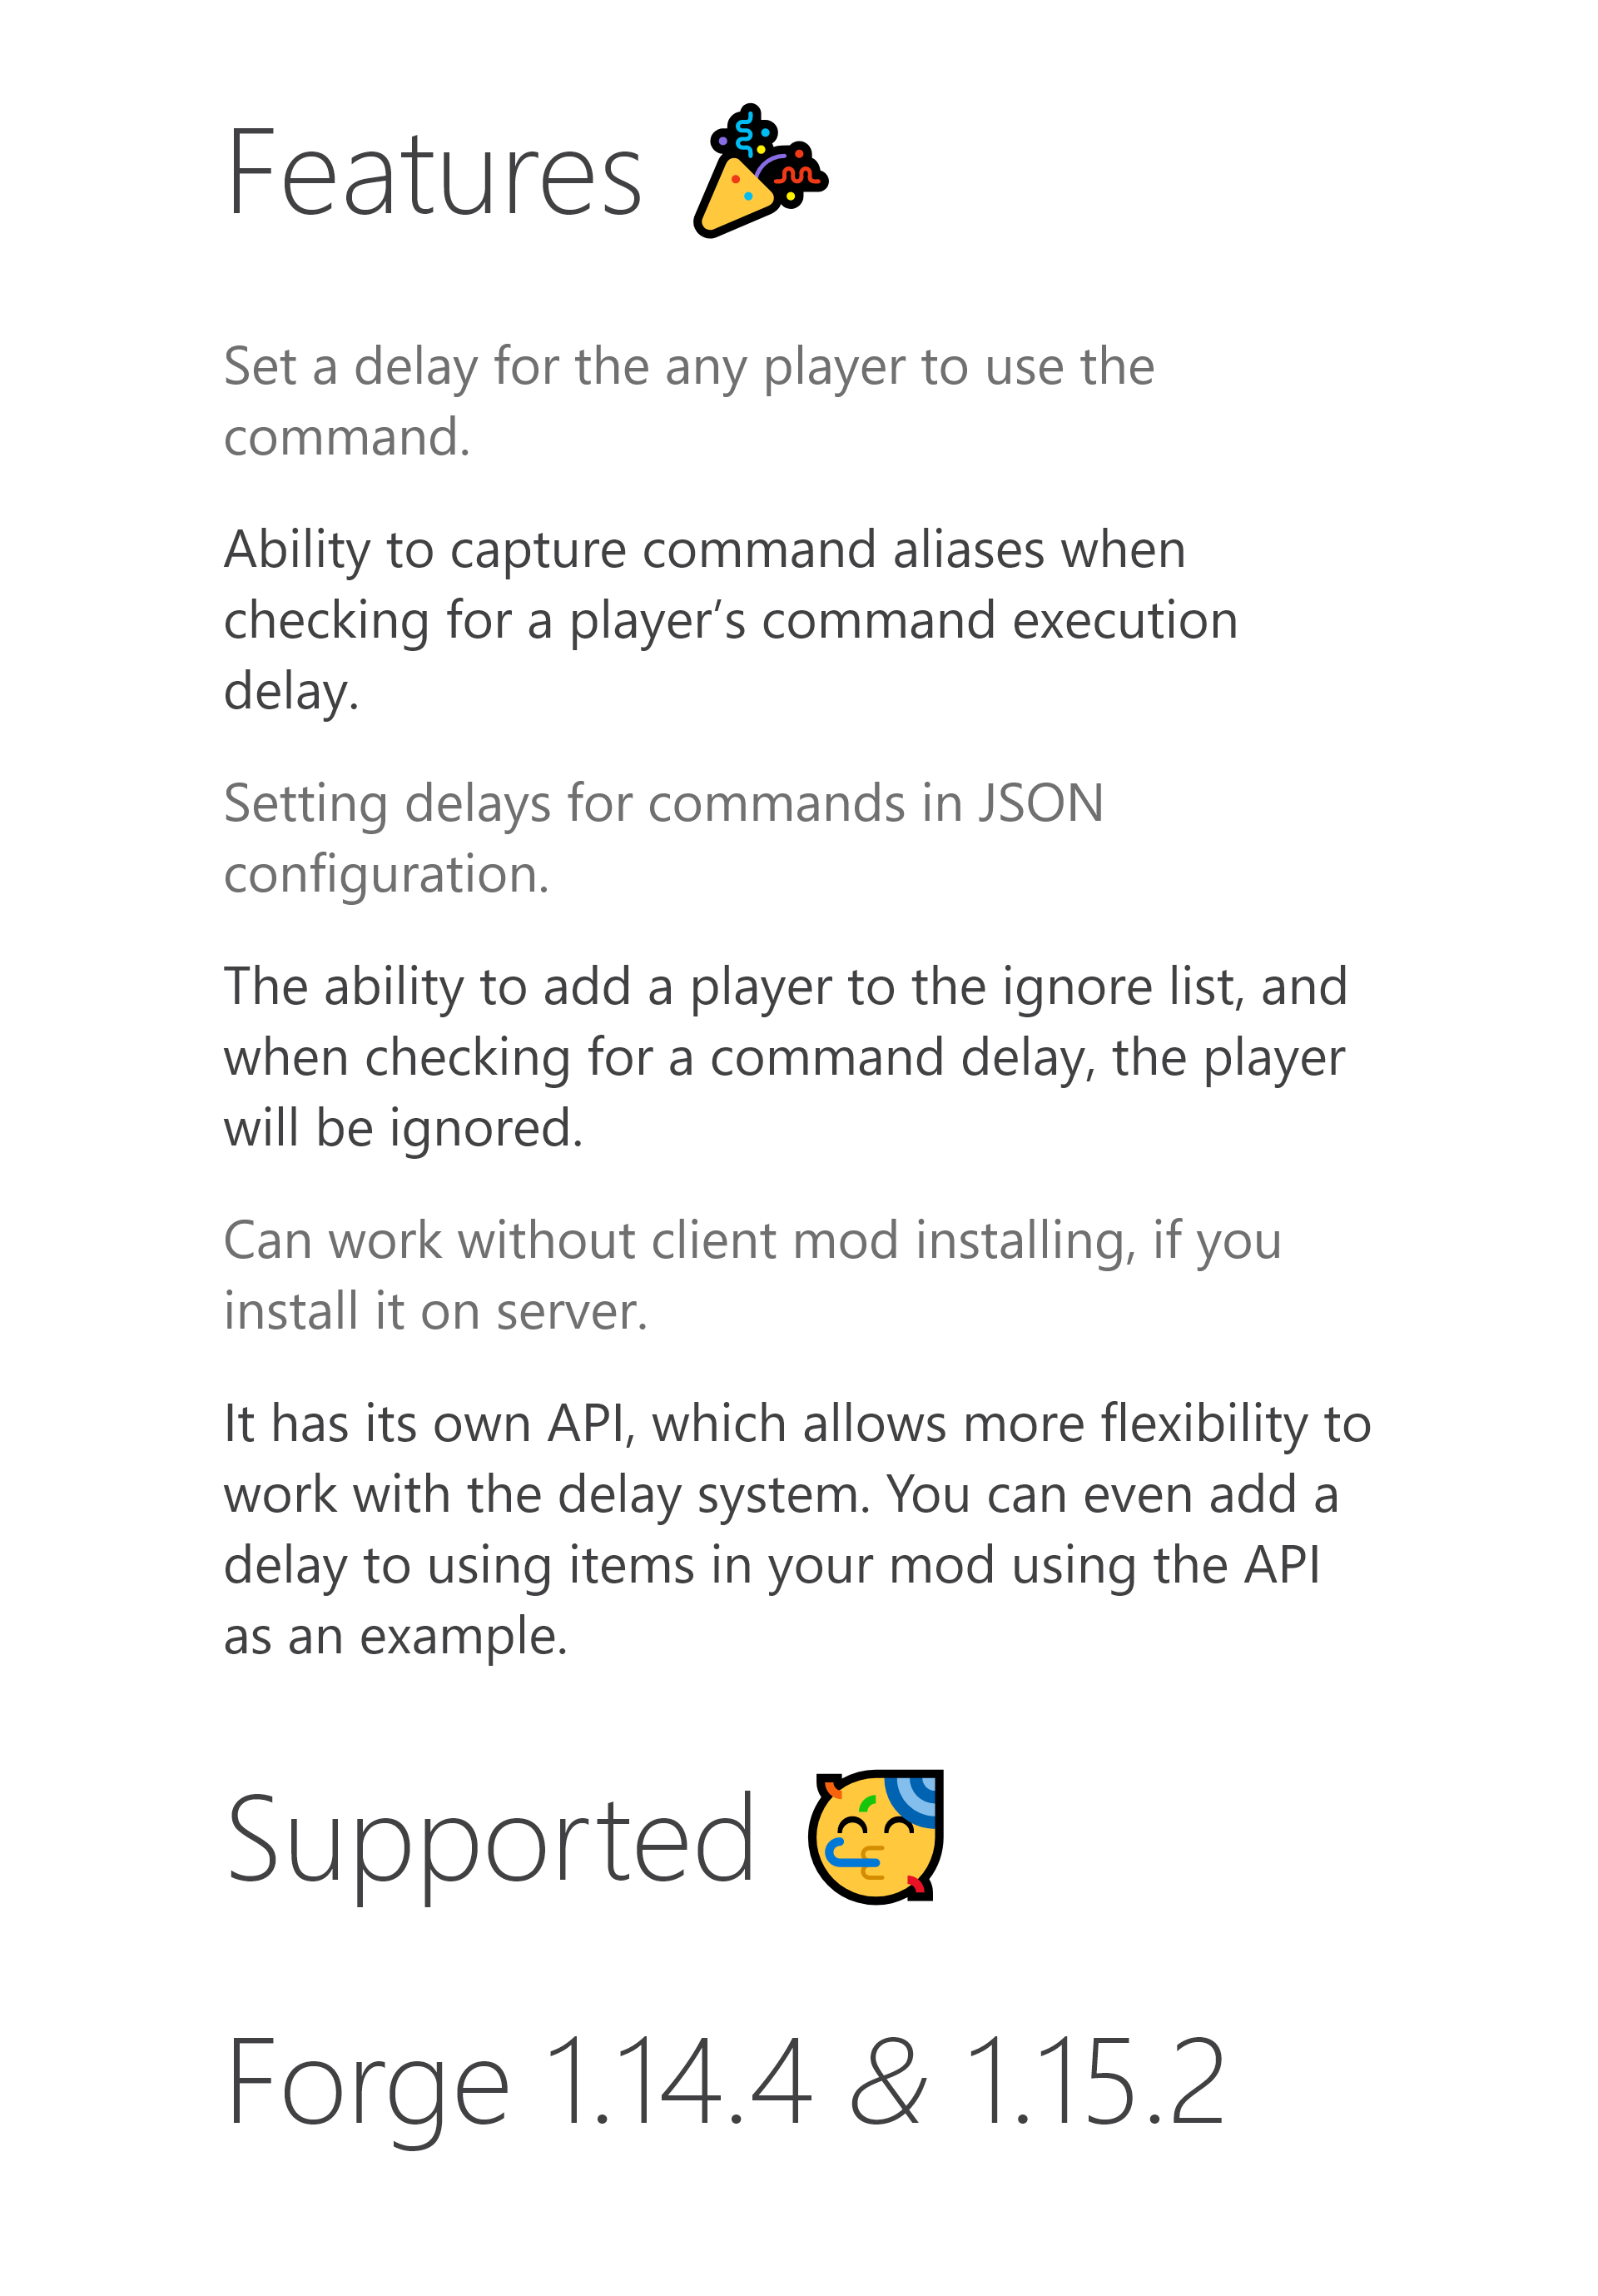 Features
Set a delay for the any player to use the
command.
Ability to capture command aliases when
checking for a player’s command execution
delay.
Setting delays for commands in JSON
configuration.
The ability to add a player to the ignore list, and
when checking for a command delay, the player
will be ignored.
Can work without client mod installing, if you
install it on server.
It has its own API, which allows more flexibility to
work with the delay system. You can even add a
delay to using items in your mod using the API
as an example.
Supported
Forge 1.14.4 & 1.15.2